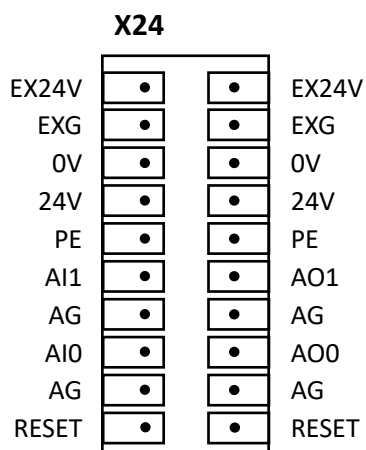 X24
EX24V EX24V
EXG EXG
0V 0V
24V 24V
PE PE
AI1 AO1
AG AG
AI0 AO0
AG AG
RESET RESET